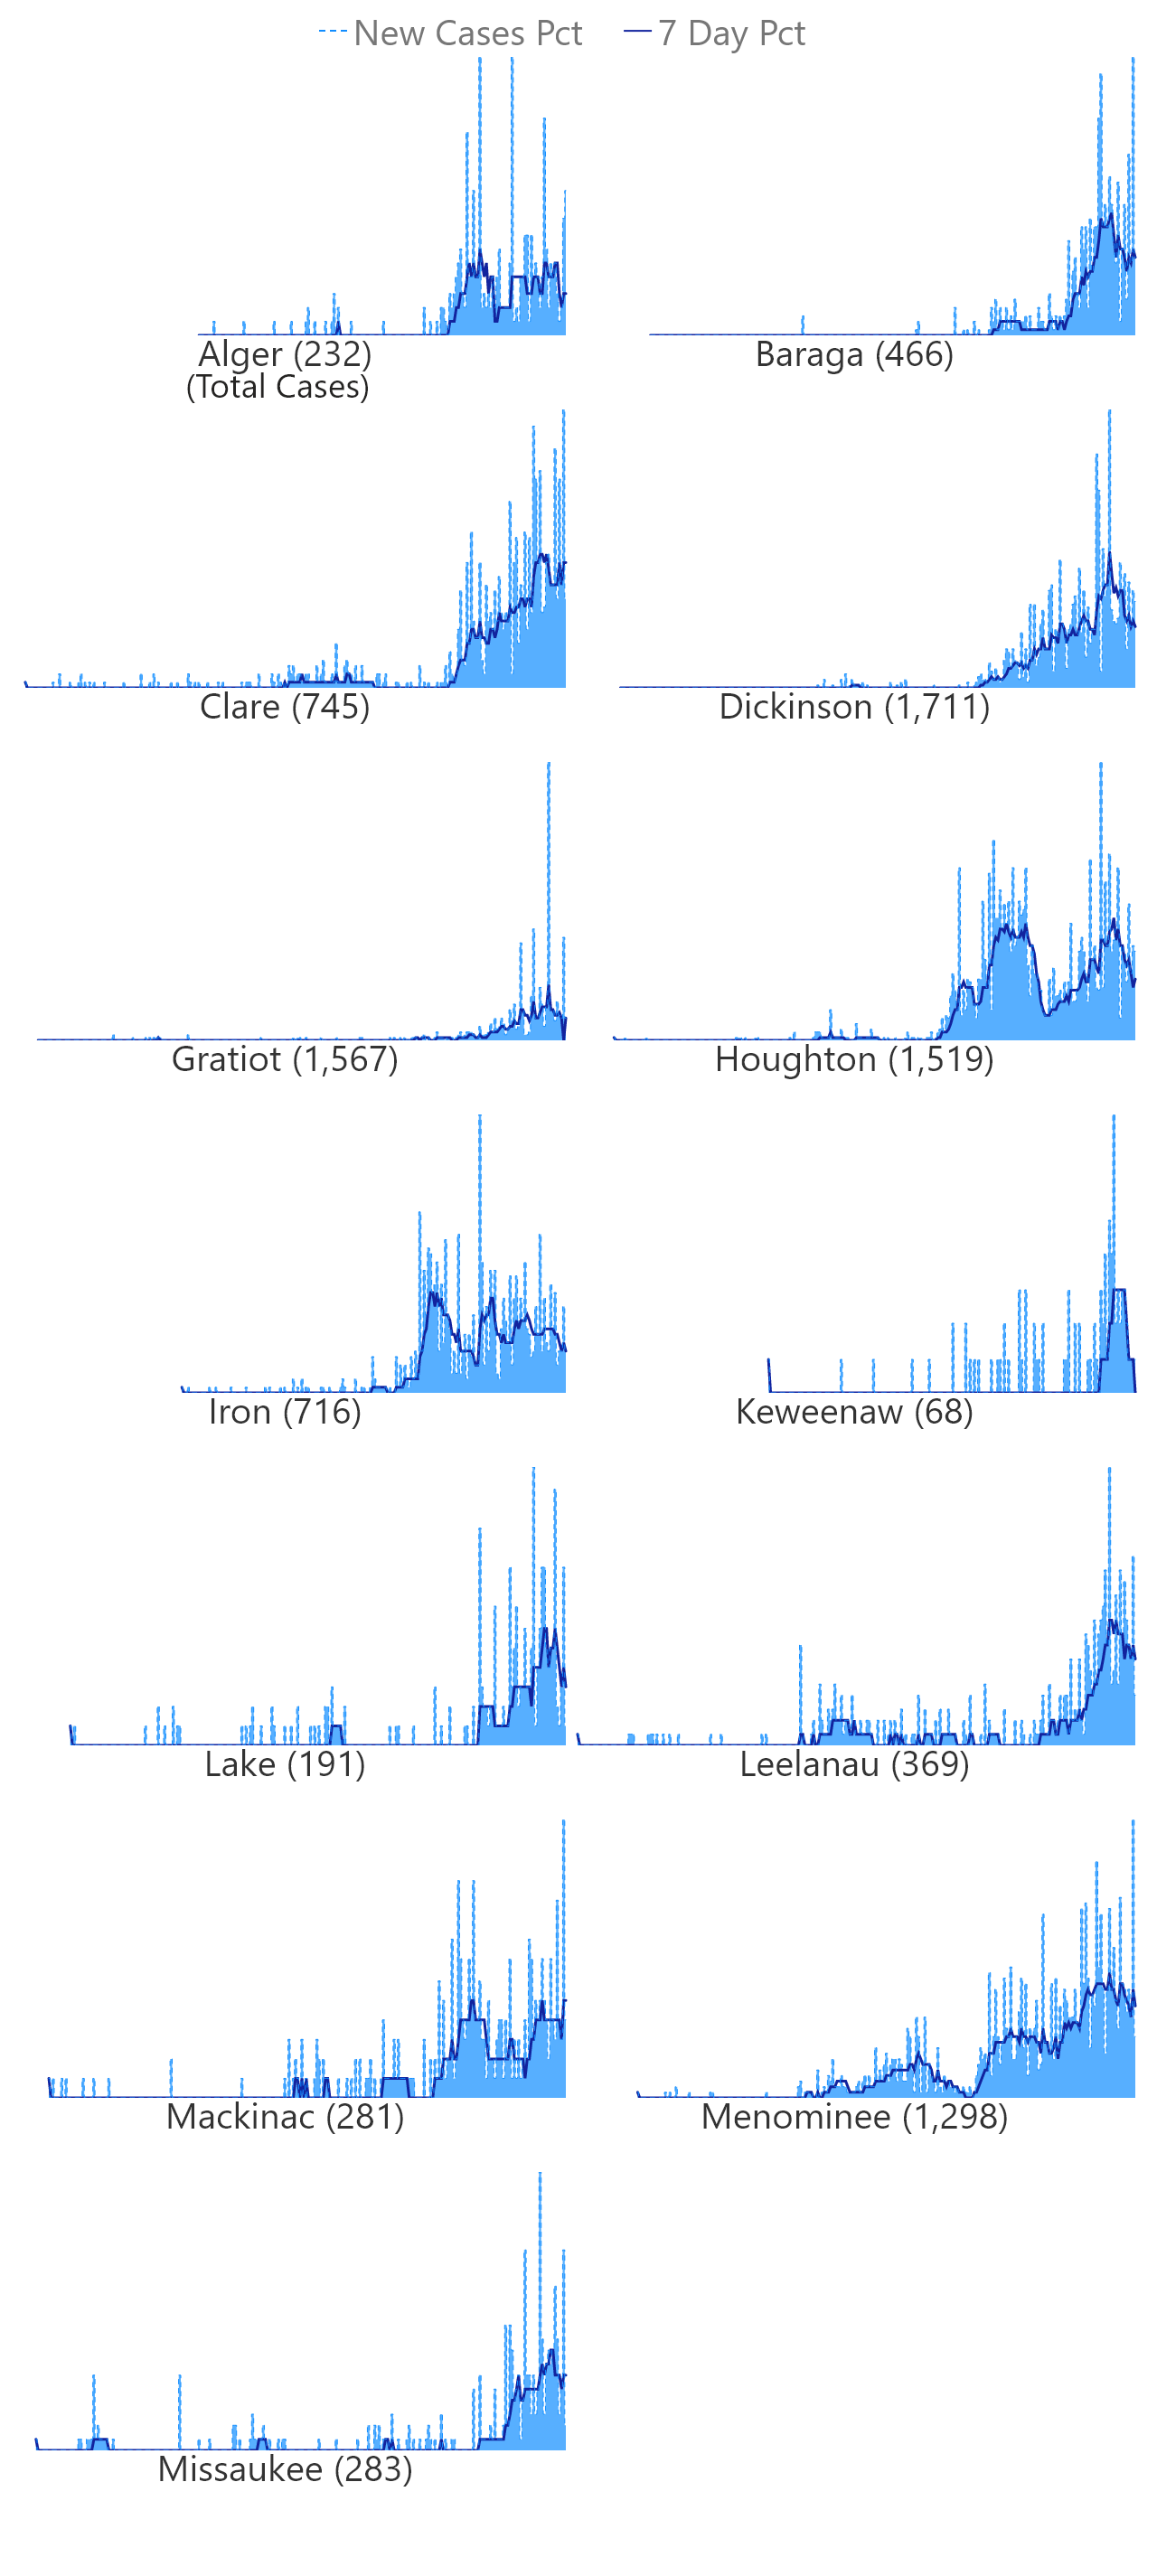 New Cases Pct 7 Day Pct
Alger (232) Baraga (466)
(Total Cases)
Clare (745) Dickinson (1,711)
Gratiot (1,567) Houghton (1,519)
Iron (716) Keweenaw (68)
Lake (191) Leelanau (369)
Mackinac (281) Menominee (1,298)
Missaukee (283)